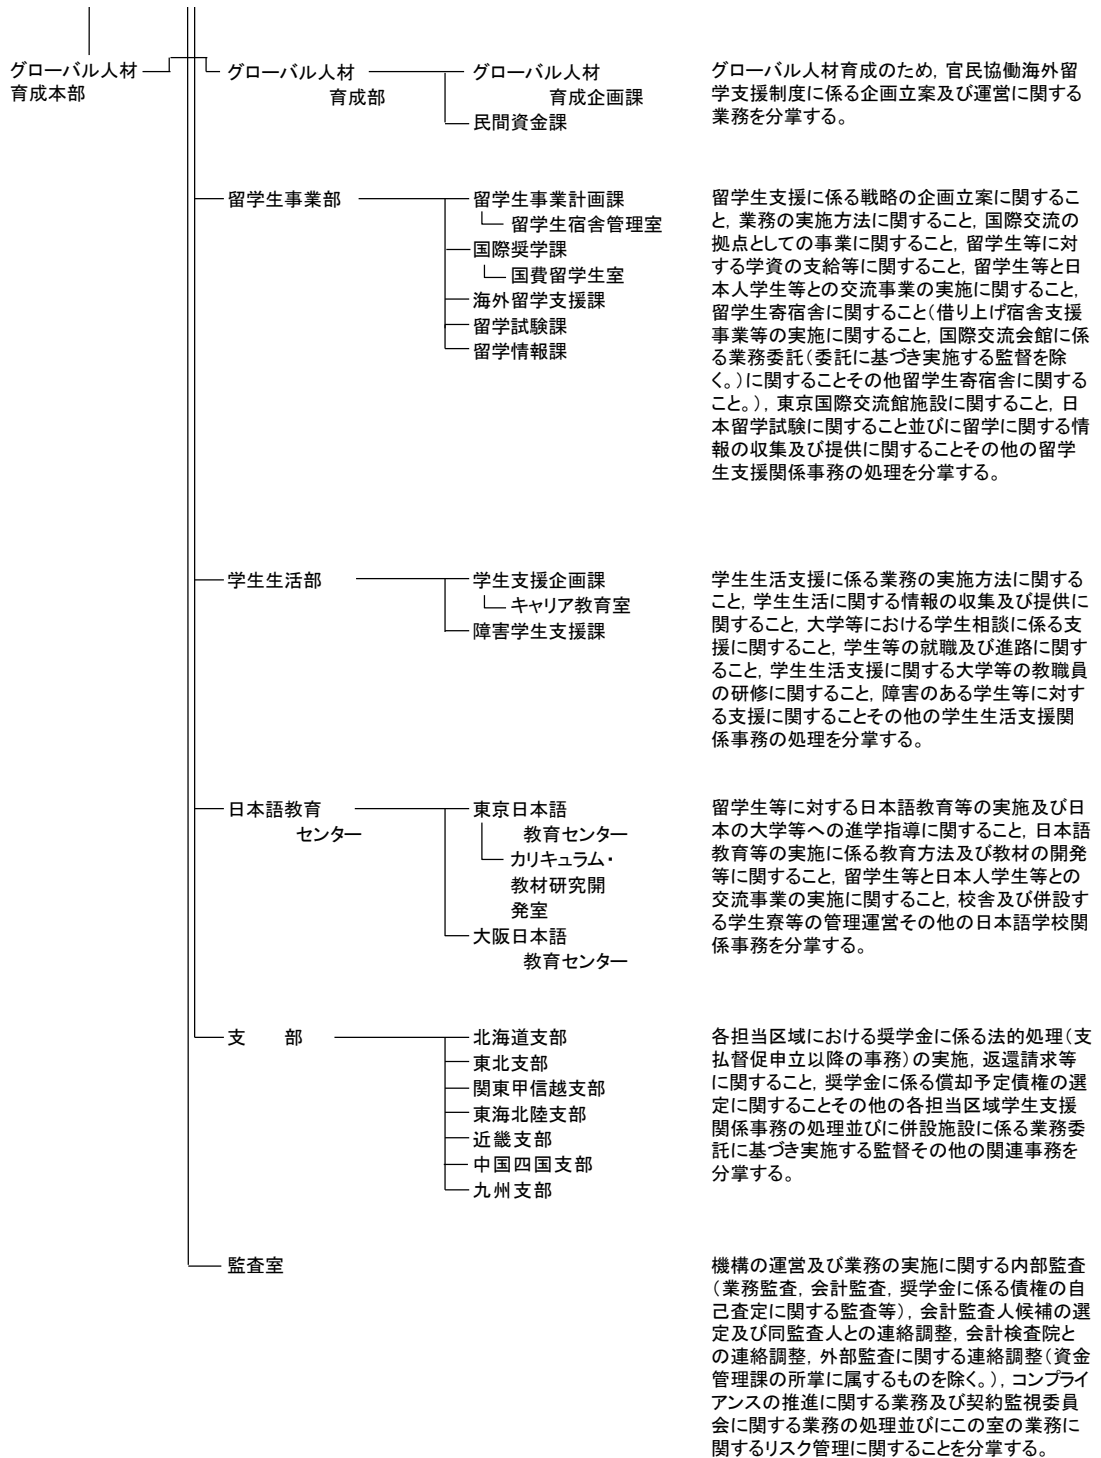 グローバル人材
育成本部
グローバル人材
育成部
グローバル人材
育成企画課
民間資金課
グローバル人材育成のため, 官民協働海外留
学支援制度に係る企画立案及び運営に関する
業務を分掌する。
留学生事業部
留学生事業計画課
留学生宿舎管理室
国際奨学課
国費留学生室
海外留学支援課
留学試験課
留学情報課
留学生支援に係る戦略の企画立案に関するこ
と, 業務の実施方法に関すること, 国際交流の
拠点としての事業に関すること, 留学生等に対
する学資の支給等に関すること, 留学生等と日
本人学生等との交流事業の実施に関すること,
留学生寄宿舎に関すること(借り上げ宿舎支援
事業等の実施に関すること, 国際交流会館に係
る業務委託(委託に基づき実施する監督を除
く。)に関することその他留学生寄宿舎に関する
こと。), 東京国際交流館施設に関すること, 日
本留学試験に関すること並びに留学に関する情
報の収集及び提供に関することその他の留学
生支援関係事務の処理を分掌する。
学生生活部
学生支援企画課
キャリア教育室
障害学生支援課
学生生活支援に係る業務の実施方法に関する
こと, 学生生活に関する情報の収集及び提供に
関すること, 大学等における学生相談に係る支
援に関すること, 学生等の就職及び進路に関す
ること, 学生生活支援に関する大学等の教職員
の研修に関すること, 障害のある学生等に対す
る支援に関することその他の学生生活支援関
係事務の処理を分掌する。
日本語教育
センター
東京日本語
教育センター
カリキュラム・
教材研究開
発室
大阪日本語
教育センター
留学生等に対する日本語教育等の実施及び日
本の大学等への進学指導に関すること, 日本語
教育等の実施に係る教育方法及び教材の開発
等に関すること, 留学生等と日本人学生等との
交流事業の実施に関すること, 校舎及び併設す
る学生寮等の管理運営その他の日本語学校関
係事務を分掌する。
支　部
北海道支部
東北支部
関東甲信越支部
東海北陸支部
近畿支部
中国四国支部
九州支部
各担当区域における奨学金に係る法的処理(支
払督促申立以降の事務)の実施, 返還請求等
に関すること, 奨学金に係る償却予定債権の選
定に関することその他の各担当区域学生支援
関係事務の処理並びに併設施設に係る業務委
託に基づき実施する監督その他の関連事務を
分掌する。
監査室
機構の運営及び業務の実施に関する内部監査
(業務監査, 会計監査, 奨学金に係る債権の自
己査定に関する監査等), 会計監査人候補の選
定及び同監査人との連絡調整, 会計検査院と
の連絡調整, 外部監査に関する連絡調整(資金
管理課の所掌に属するものを除く。), コンプライ
アンスの推進に関する業務及び契約監視委員
会に関する業務の処理並びにこの室の業務に
関するリスク管理に関することを分掌する。